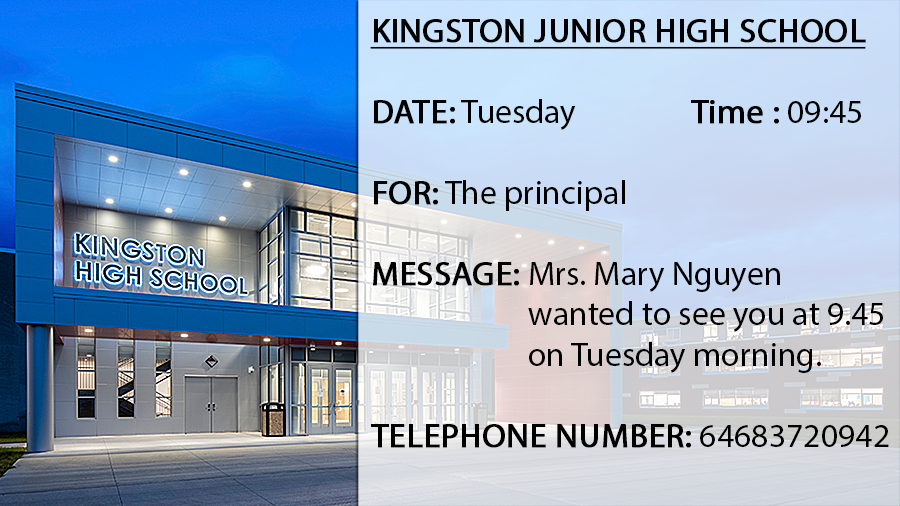 KINGSTON JUNIOR HIGH SCHOOL
DATE: Tuesday Time : 09:45
FOR: The principal
KINGSTON
HIGH SCHOOL
MESSAGE: Mrs. Mary Nguyen
wanted to see you at 9.45
on Tuesday morning.
TELEPHONE NUMBER: 64683720942